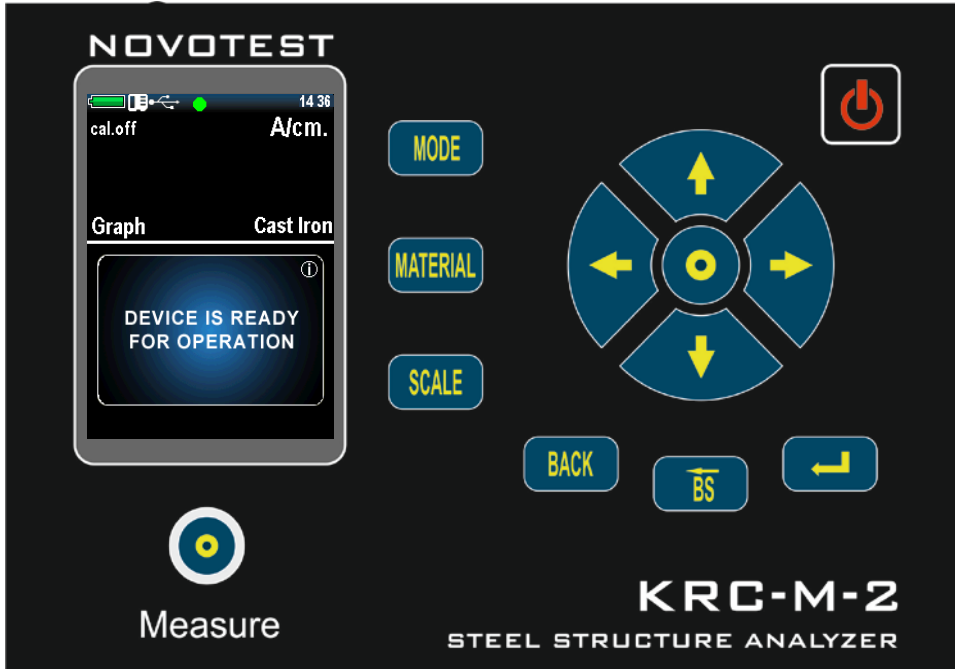 NOVOTEST
14 36
cal.off A/cm.
Graph Cast Iron
DEVICE IS READY
FOR OPERATION
MODE
MATERIAL
SCALE
BACK
BS
Measure
KRC-M-2
STEEL STRUCTURE ANALYZER